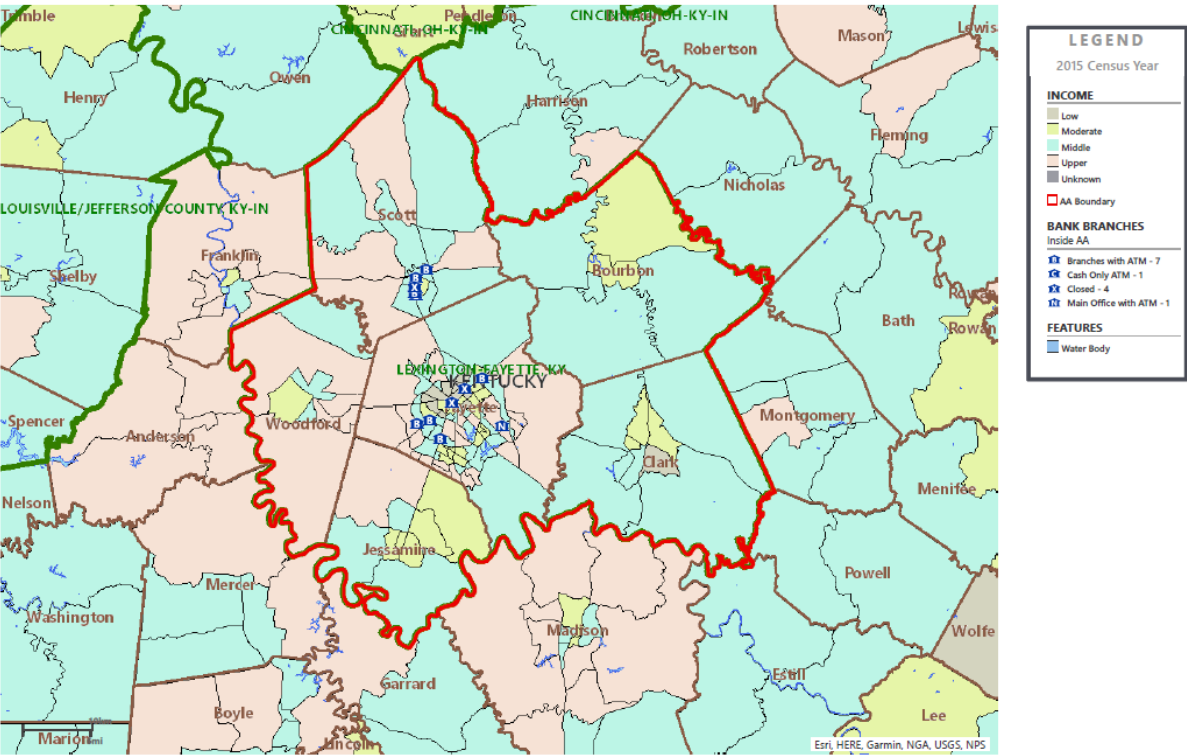 Trimble
Pendleton
CINCINNATI, OH-KY-IN
CINCINNATI, OH-KY-IN
Grant
Lewis
Mason
Robertson
Owen
Henry
Harrison
Fleming
Nicholas
LOUISVILLE/JEFFERSON COUNTY, KY-IN
Scott
Franklin
Shelby
Bourbon
Rowan
Bath
Rowan
LEXINGTON-FAYETTE, KY
KENTUCKY
Fayette
Montgomery
Spencer
Woodford
Anderson
Clark
Nelson
Menifee
Jessamine
Powell
Mercer
Washington
Wolfe
Madison
Estill
Garrard
Boyle
Lee
Marion
Lincoln
Esri, HERE, Garmin, NGA, USGS, NPS
LEGEND
2015 Census Year
INCOME
Low
Moderate
Middle
Upper
Unknown
AA Boundary
BANK BRANCHES
Inside AA
Branches with ATM - 7
Cash Only ATM - 1
Closed - 4
Main Office with ATM - 1
FEATURES
Water Body